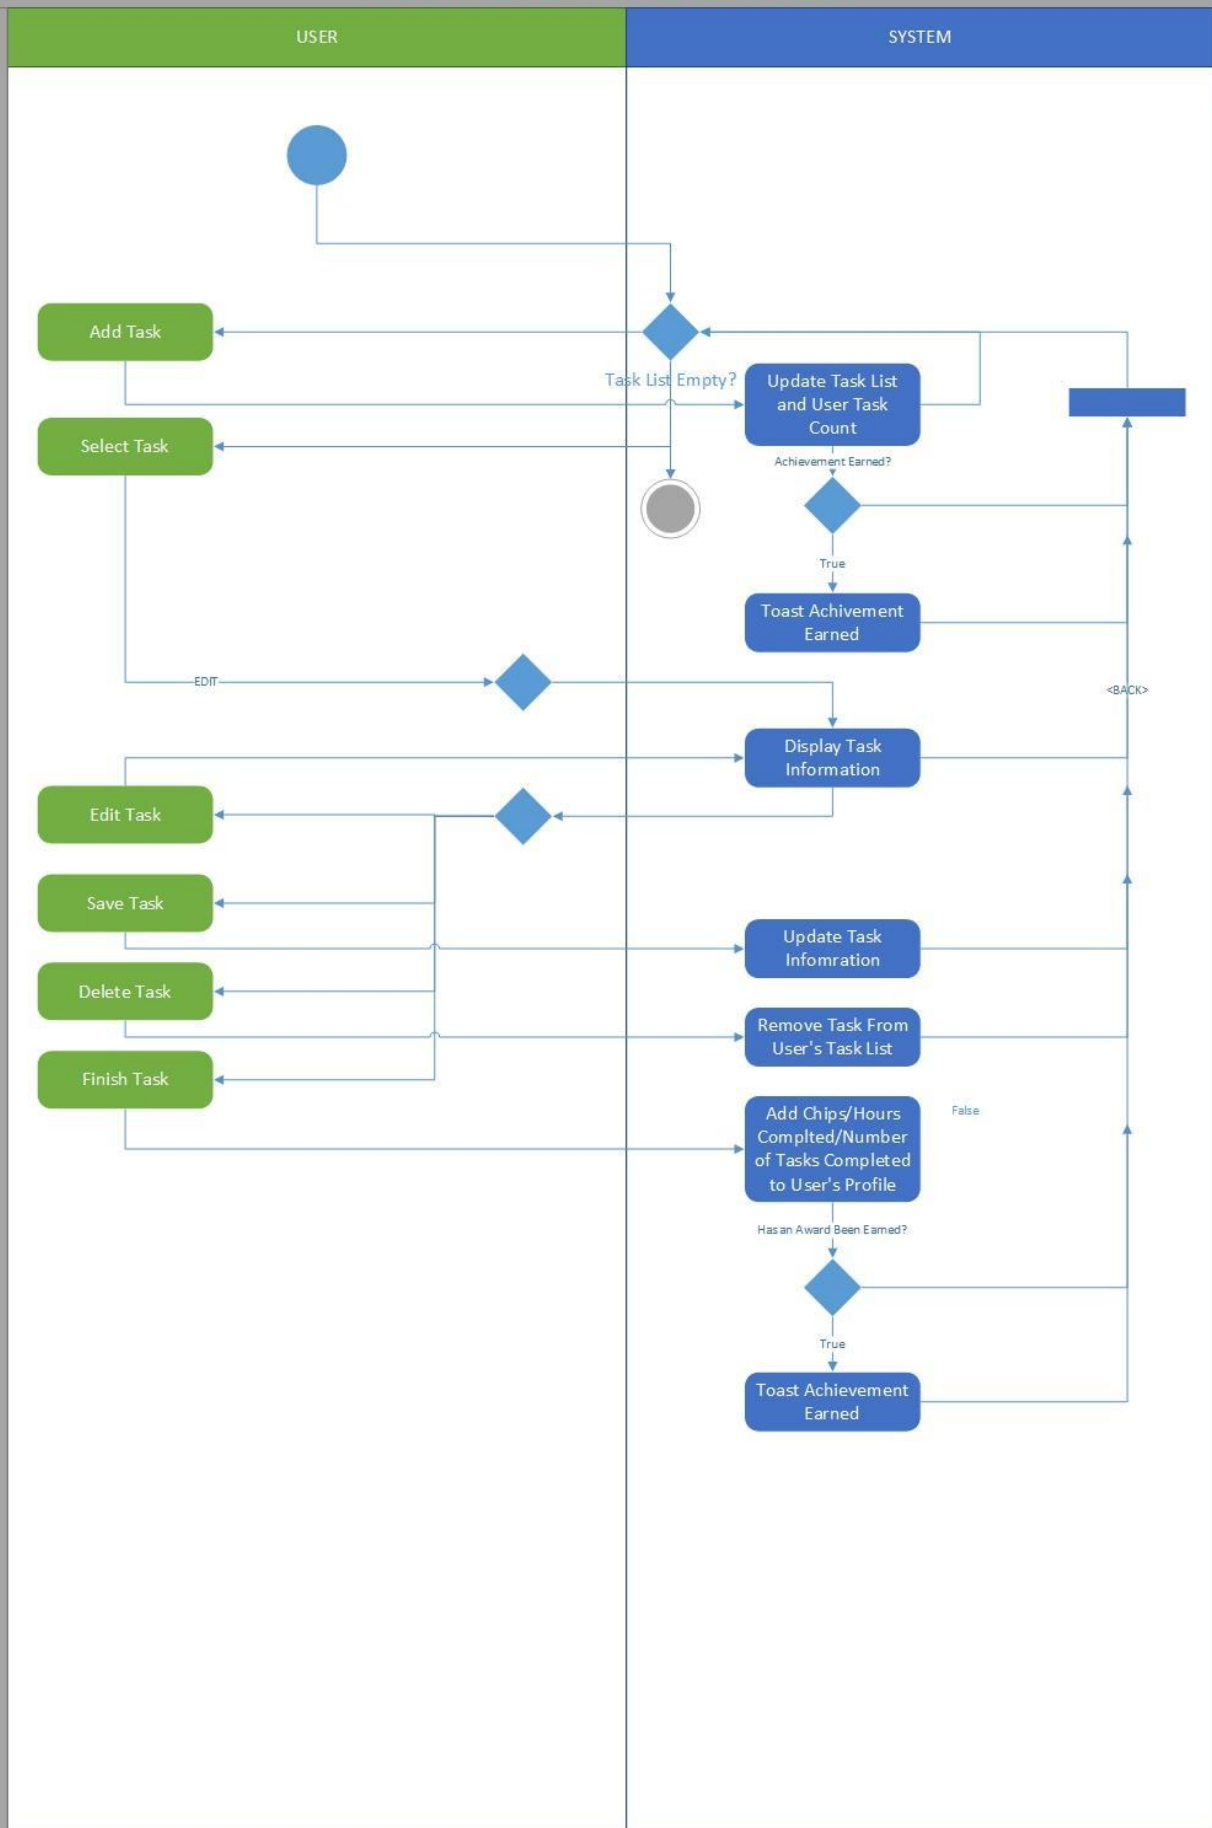 USER
SYSTEM
Add Task
Task List Empty?
Update Task List
and User Task
Count
Select Task
Achievement Earned?
True
Toast Achivement
Earned
EDIT
<BACK>
Display Task
Information
Edit Task
Save Task
Update Task
Infomration
Delete Task
Remove Task From
User's Task List
Finish Task
Add Chips/Hours
Complted/Number
of Tasks Completed
to User's Profile
False
Has an Award Been Earned?
True
Toast Achievement
Earned